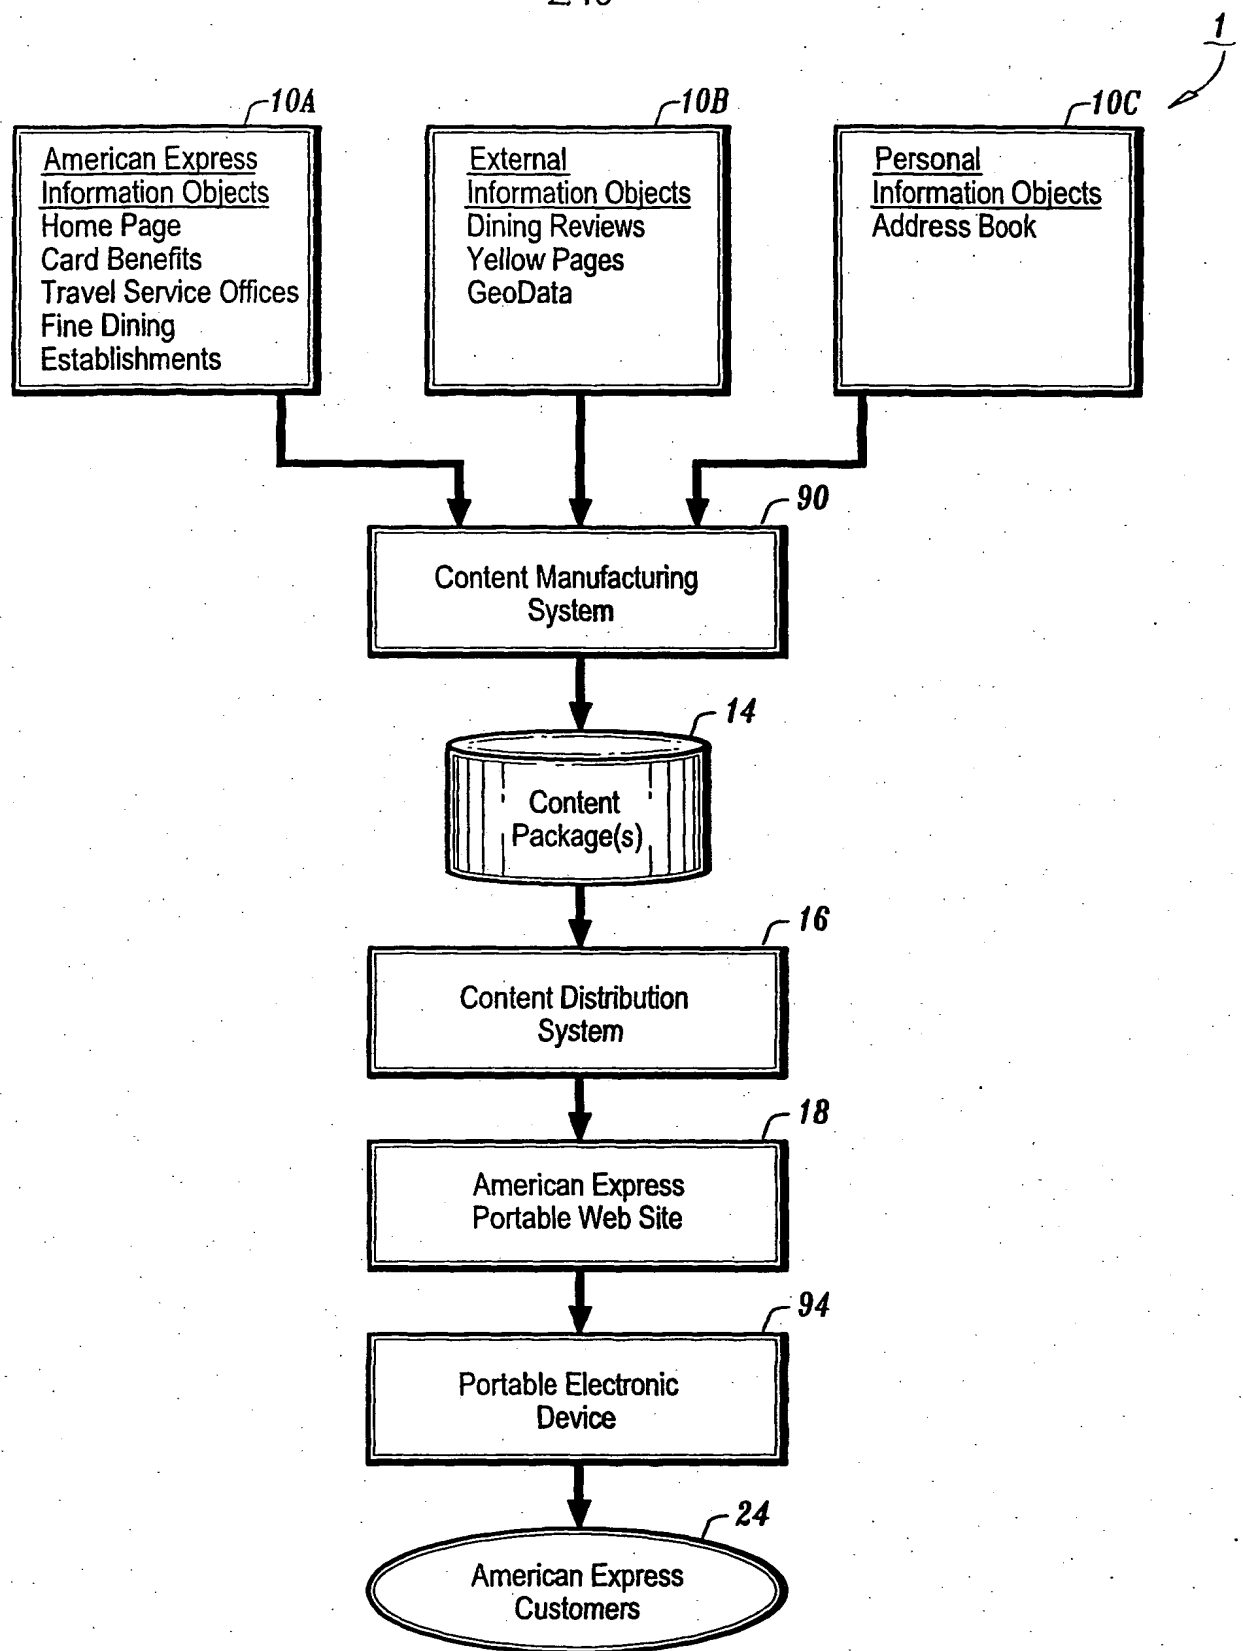 1
10A
10B
10C
American Express
Information Objects
Home Page
Card Benefits
Travel Service Offices
Fine Dining
Establishments
External
Information Objects
Dining Reviews
Yellow Pages
GeoData
Personal
Information Objects
Address Book
90
Content Manufacturing
System
14
Content
Package(s)
16
Content Distribution
System
18
American Express
Portable Web Site
94
Portable Electronic
Device
24
American Express
Customers